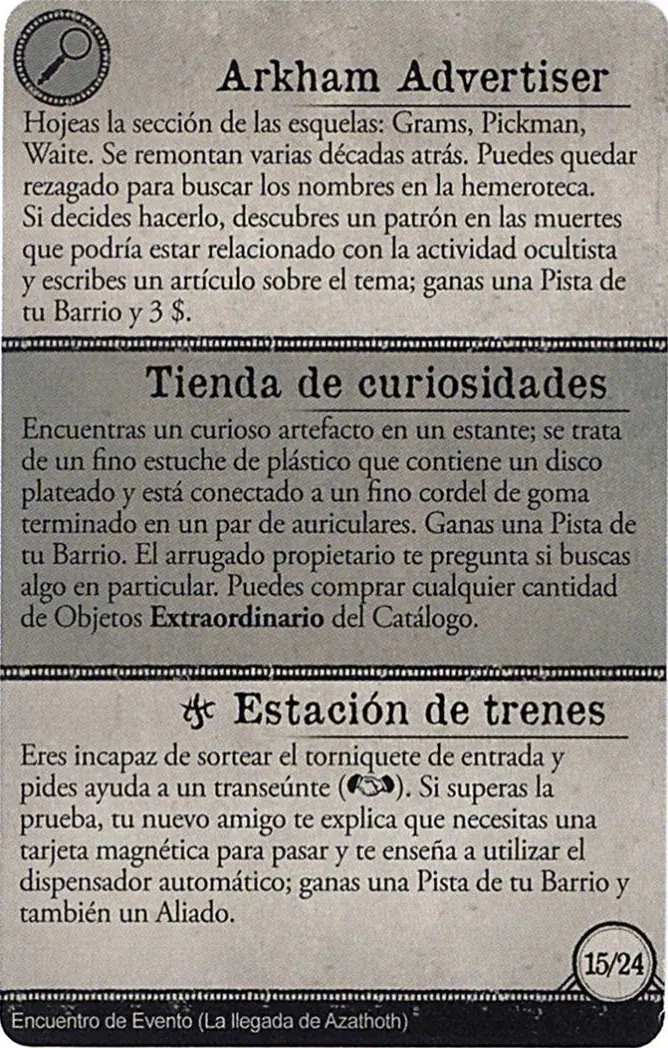 Arkham Advertiser
Hojeas la sección de las esquelas: Grams, Pickman,
Waite. Se remontan varias décadas atrás. Puedes quedar
rezagado para buscar los nombres en la hemeroteca.
Si decides hacerlo, descubres un patrón en las muertes
que podría estar relacionado con la actividad ocultista
y escribes un artículo sobre el tema; ganas una Pista de
tu Barrio y 3 $.
Tienda de curiosidades
Encuentras un curioso artefacto en un estante; se trata
de un fino estuche de plástico que contiene un disco
plateado y está conectado a un fino cordel de goma
terminado en un par de auriculares. Ganas una Pista de
tu Barrio. El arrugado propietario te pregunta si buscas
algo en particular. Puedes comprar cualquier cantidad
de Objetos Extraordinario del Catálogo.
Estación de trenes
Eres incapaz de sortear el torniquete de entrada y
pides ayuda a un transeúnte (). Si superas la
prueba, tu nuevo amigo te explica que necesitas una
tarjeta magnética para pasar y te enseña a utilizar el
dispensador automático; ganas una Pista de tu Barrio y
también un Aliado.
15/24
Encuentro de Evento (La llegada de Azathoth)